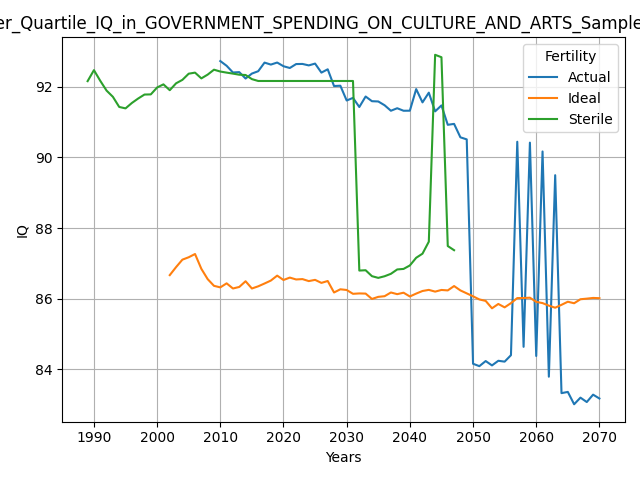 er_Quartile_IQ_in_GOVERNMENT_SPENDING_ON_CULTURE_AND_ARTS_Sample
Fertility
Actual
Ideal
Sterile
IQ
92
90
88
86
84
1990 2000 2010 2020 2030 2040 2050 2060 2070
Years